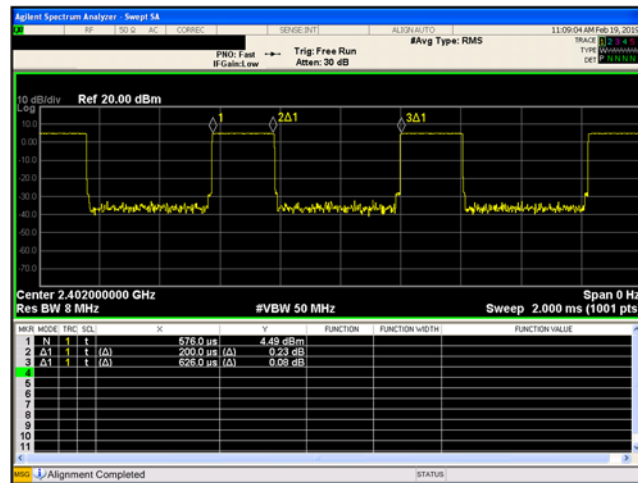 Agilent Spectrum Analyzer - Swept SA
RF 50 Ω AC CORREC SENSE:INT ALIGN AUTO 11:09:04 AM Feb 19, 2019
#Avg Type: RMS TRACE 1 2 3 4 5
PNO: Fast Trig: Free Run TYPE
IFGain:Low Atten: 30 dB DET P N N N N
10 dB/div Ref 20.00 dBm
Log
1 2Δ1 3Δ1
10.0
0.00
-10.0
-20.0
-30.0
-40.0
-50.0
-60.0
-70.0
Center 2.402000000 GHz Span 0 Hz
Res BW 8 MHz #VBW 50 MHz Sweep 2.000 ms (1001 pts)
MKR MODE TRC SCL X Y FUNCTION FUNCTION WIDTH FUNCTION VALUE
1 N 1 t 576.0 µs 4.49 dBm
2 Δ1 1 t (Δ) 200.0 µs (Δ) 0.23 dB
3 Δ1 1 t (Δ) 626.0 µs (Δ) 0.08 dB
4
5
6
7
8
9
10
11
MSG Alignment Completed STATUS